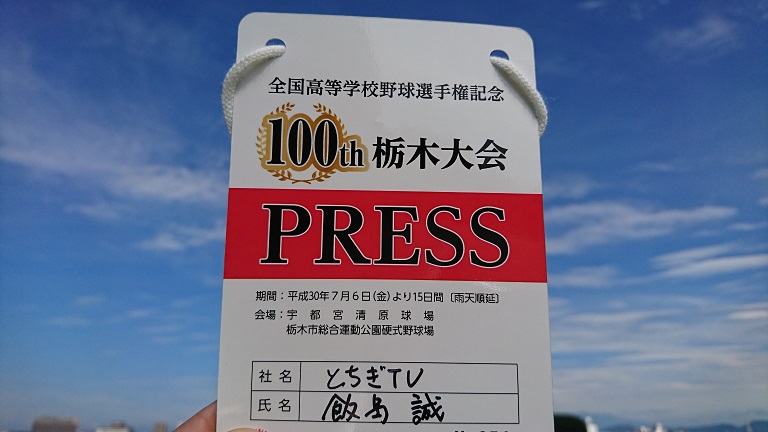 全国高等学校野球選手権記念
100th 栃木大会
PRESS
期間：平成30年7月6日(金)より15日間〔雨天順延〕
会場：宇都宮清原球場
栃木市総合運動公園硬式野球場
社名 とちぎTV
氏名 飯島 誠